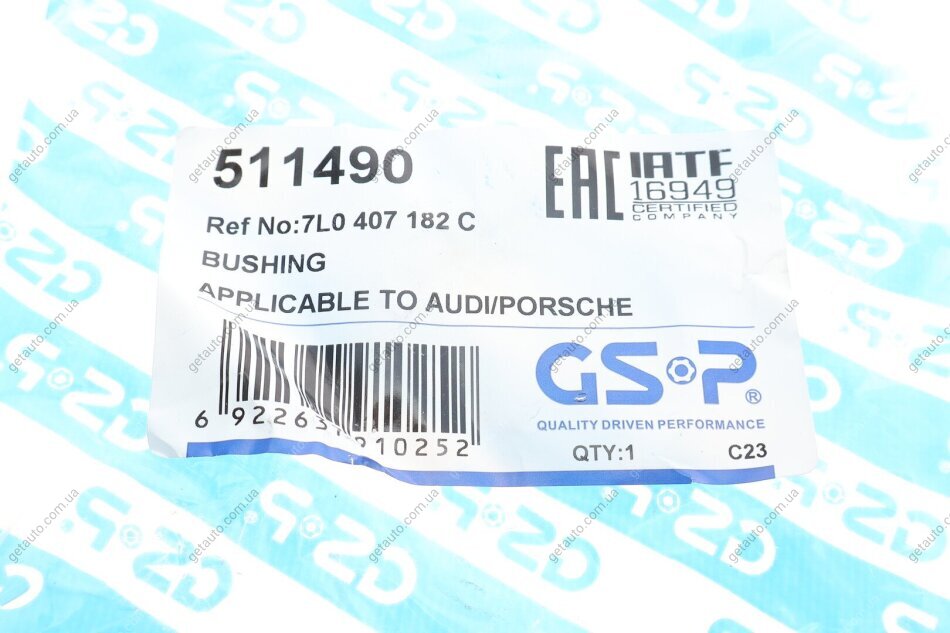 511490
EAC
IATF
16949
CERTIFIED
COMPANY
Ref No:7L0 407 182 C
BUSHING
APPLICABLE TO AUDI/PORSCHE
GSP®
QUALITY DRIVEN PERFORMANCE
QTY:1 C23
getauto.com.ua